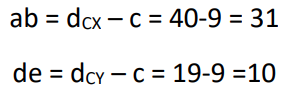 ab = dCX – c = 40-9 = 31
de = dCY – c = 19-9 =10